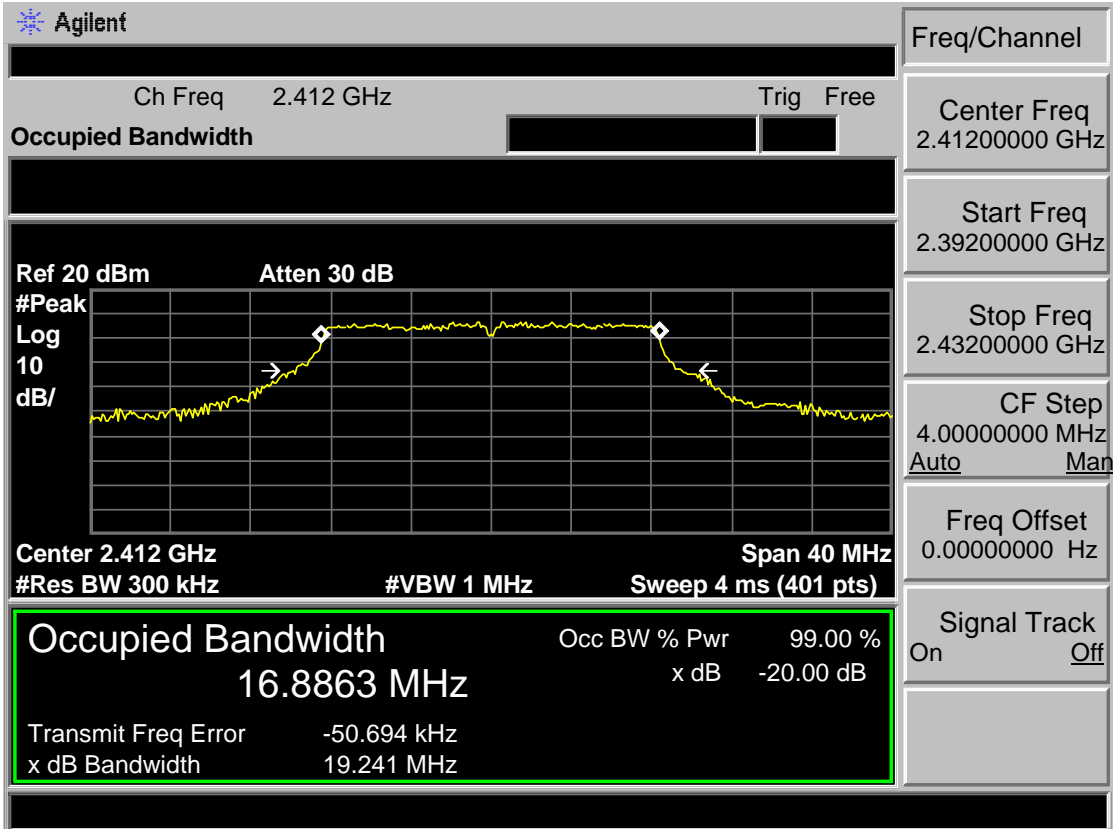 Agilent
Freq/Channel
Ch Freq 2.412 GHz Trig Free
Occupied Bandwidth
Center Freq
2.41200000 GHz
Start Freq
2.39200000 GHz
Stop Freq
2.43200000 GHz
CF Step
4.00000000 MHz
Auto Man
Freq Offset
0.00000000 Hz
Signal Track
On Off
Ref 20 dBm Atten 30 dB
#Peak
Log
10
dB/
Center 2.412 GHz Span 40 MHz
#Res BW 300 kHz #VBW 1 MHz Sweep 4 ms (401 pts)
Occupied Bandwidth
16.8863 MHz
Occ BW % Pwr 99.00 %
x dB -20.00 dB
Transmit Freq Error -50.694 kHz
x dB Bandwidth 19.241 MHz